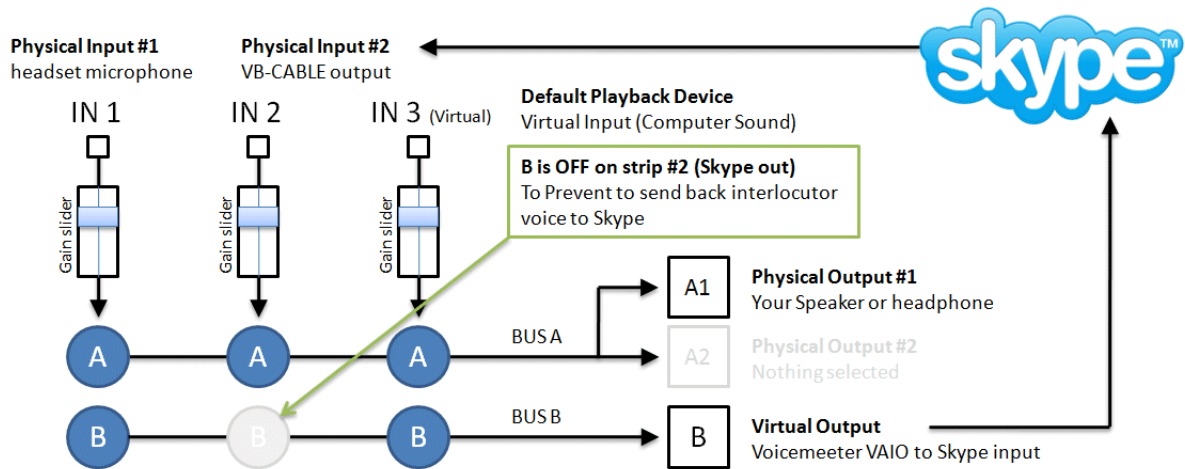 Physical Input #1
headset microphone
Physical Input #2
VB-CABLE output
skype™
IN 1
IN 2
IN 3 (Virtual)
Default Playback Device
Virtual Input (Computer Sound)
B is OFF on strip #2 (Skype out)
To Prevent to send back interlocutor
voice to Skype
Gain slider
Gain slider
Gain slider
A
A
A
BUS A
A1
Physical Output #1
Your Speaker or headphone
A2
Physical Output #2
Nothing selected
B
B
B
BUS B
B
Virtual Output
Voicemeeter VAIO to Skype input